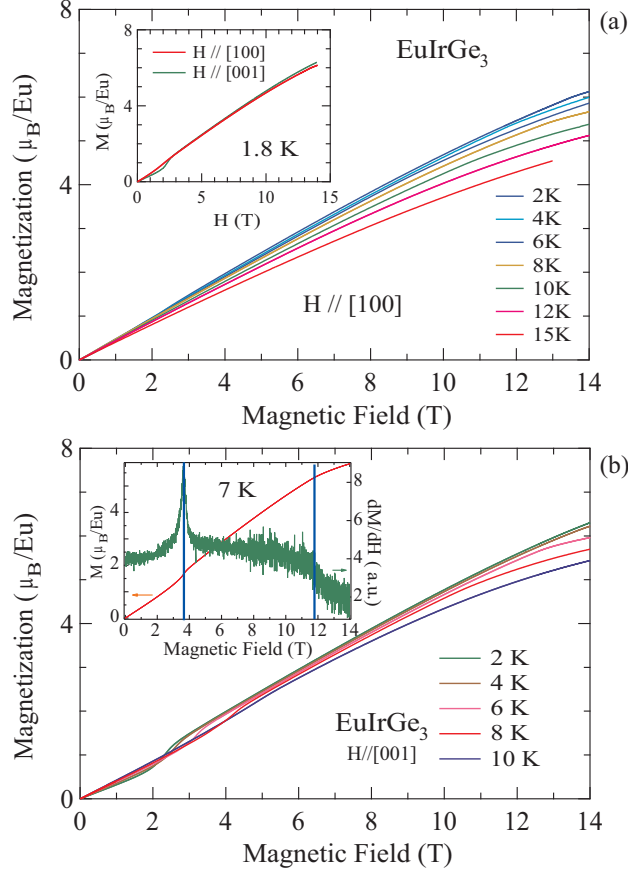 (a)
EuIrGe3
H // [100]
H // [001]
1.8 K
M (μB/Eu)
6
4
2
0
0 5 10 15
H (T)
Magnetization ( μB/Eu)
8
4
0
2K
4K
6K
8K
10K
12K
15K
H // [100]
0 2 4 6 8 10 12 14
Magnetic Field (T)
(b)
7 K
M (μB/Eu)
4
2
0
dM/dH ( a.u.)
8
6
4
2
0 2 4 6 8 10 12 14
Magnetic Field (T)
Magnetization ( μB/Eu)
8
4
0
2 K
4 K
6 K
8 K
10 K
EuIrGe3
H//[001]
0 2 4 6 8 10 12 14
Magnetic Field (T)